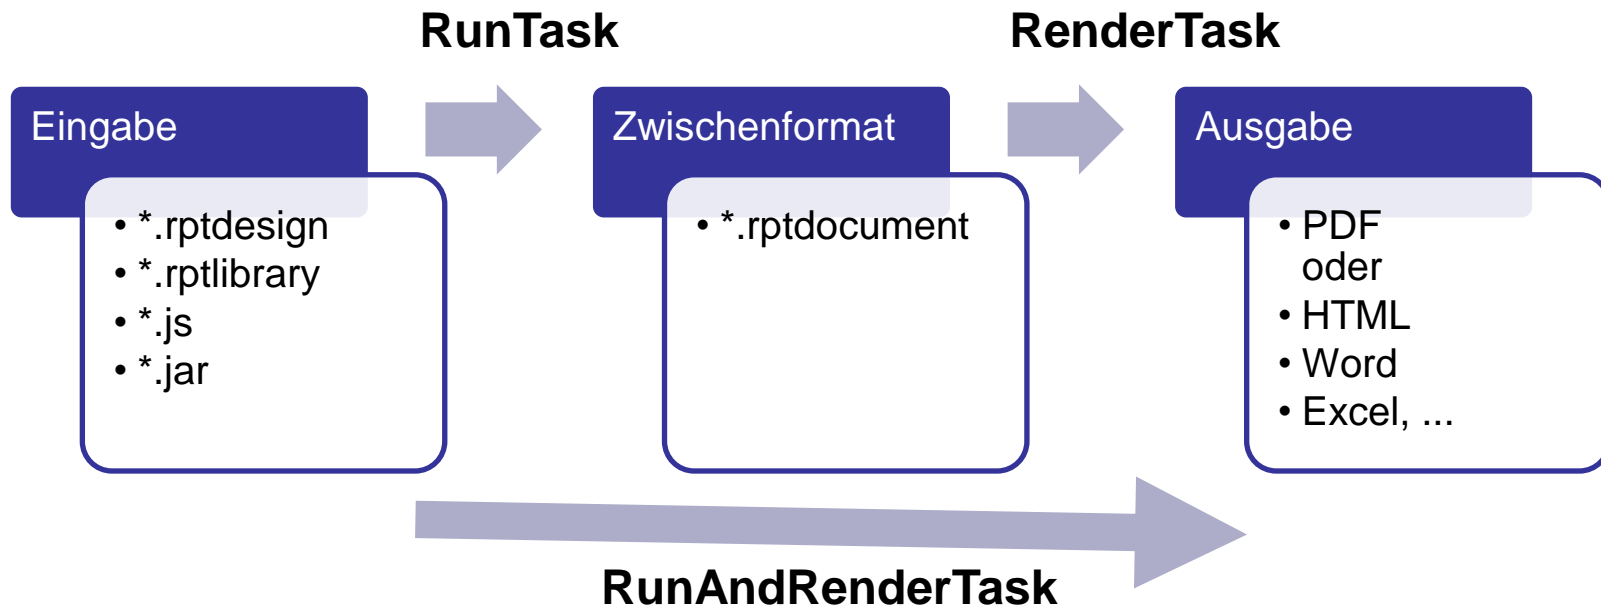 RunTask
RenderTask
Eingabe
• *.rptdesign
• *.rptlibrary
• *.js
• *.jar
Zwischenformat
• *.rptdocument
Ausgabe
• PDF
oder
• HTML
• Word
• Excel, ...
RunAndRenderTask